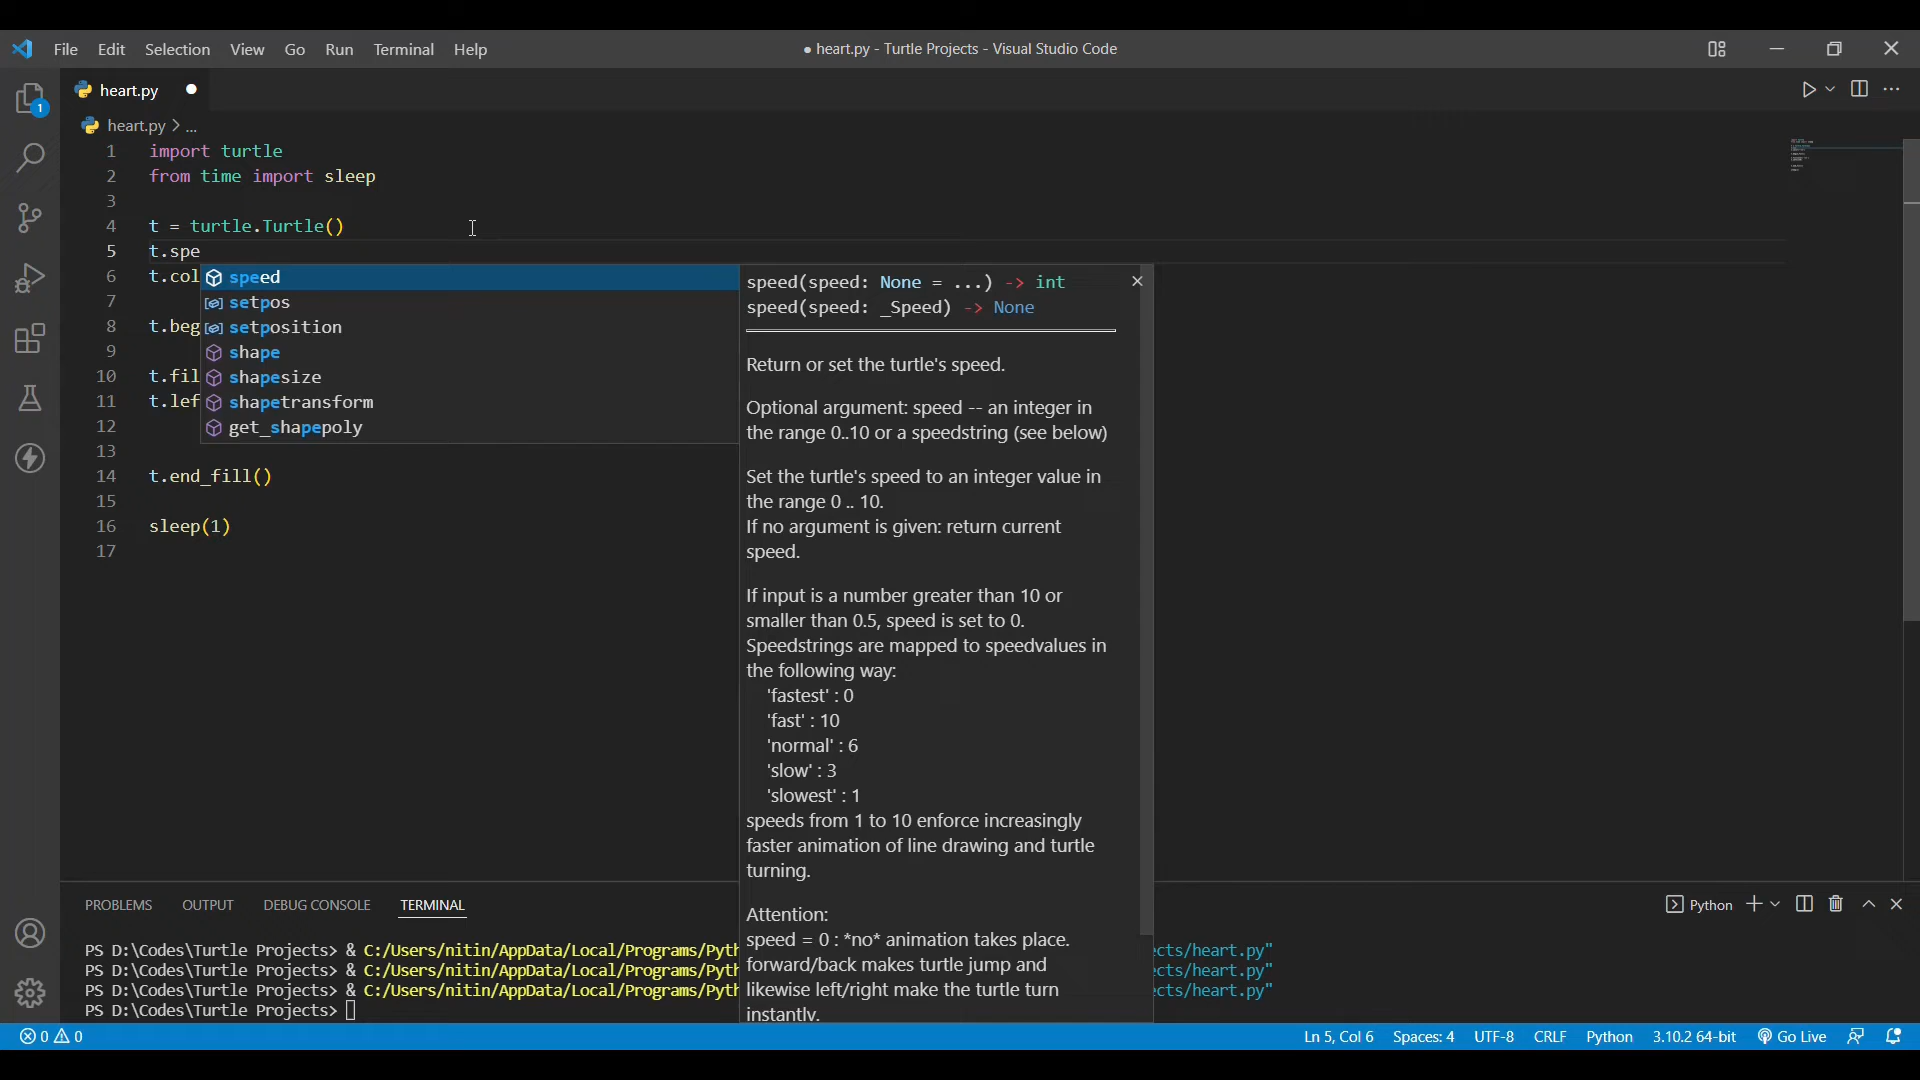 File Edit Selection View Go Run Terminal Help
● heart.py - Turtle Projects - Visual Studio Code
1
heart.py
heart.py > ...
1 import turtle
2 from time import sleep
3
4 t = turtle.Turtle()
5 t.spe
6 t.col
7
8 t.beg
9
10 t.fil
11 t.lef
12
13
14 t.end_fill()
15
16 sleep(1)
17
speed
setpos
setposition
shape
shapesize
shapetransform
get_shapepoly
speed(speed: None = ...) -> int
speed(speed: _Speed) -> None
Return or set the turtle's speed.
Optional argument: speed -- an integer in
the range 0..10 or a speedstring (see below)
Set the turtle's speed to an integer value in
the range 0 .. 10.
If no argument is given: return current
speed.
If input is a number greater than 10 or
smaller than 0.5, speed is set to 0.
Speedstrings are mapped to speedvalues in
the following way:
'fastest' : 0
'fast' : 10
'normal' : 6
'slow' : 3
'slowest' : 1
speeds from 1 to 10 enforce increasingly
faster animation of line drawing and turtle
turning.
Attention:
speed = 0 : *no* animation takes place.
forward/back makes turtle jump and
likewise left/right make the turtle turn
instantly.
PROBLEMS OUTPUT DEBUG CONSOLE TERMINAL
Python
PS D:\Codes\Turtle Projects> & C:/Users/nitin/AppData/Local/Programs/Pyth ects/heart.py"
PS D:\Codes\Turtle Projects> & C:/Users/nitin/AppData/Local/Programs/Pyth ects/heart.py"
PS D:\Codes\Turtle Projects> & C:/Users/nitin/AppData/Local/Programs/Pyth ects/heart.py"
PS D:\Codes\Turtle Projects>
0 0 Ln 5, Col 6 Spaces: 4 UTF-8 CRLF Python 3.10.2 64-bit Go Live